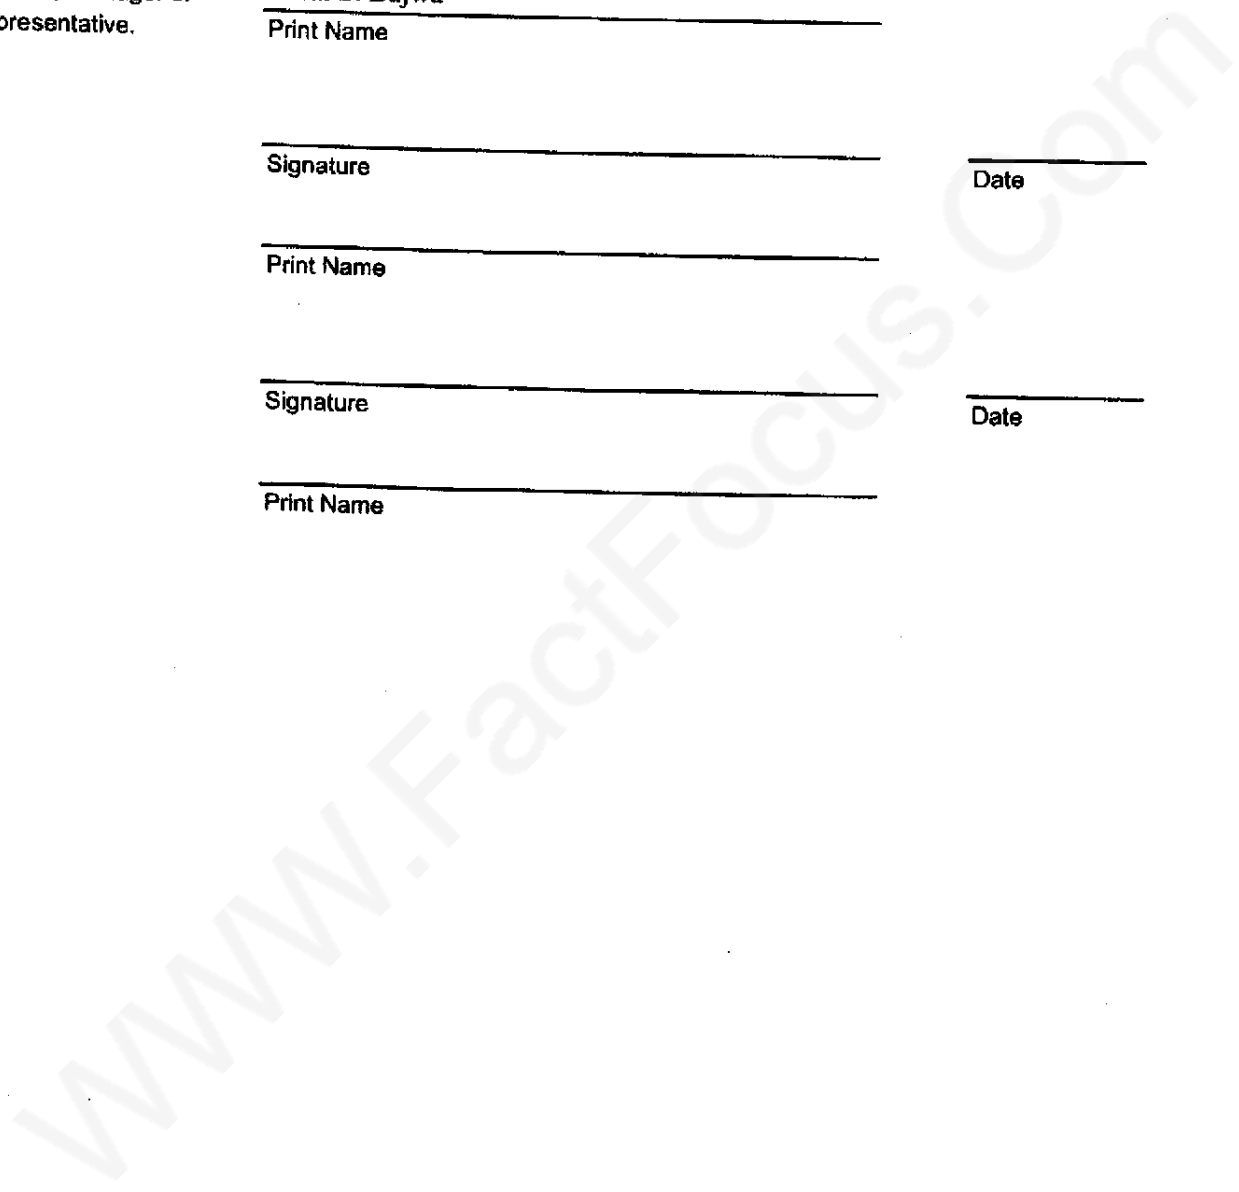 presentative.
Print Name
Signature
Date
Print Name
Signature
Date
Print Name
WWW.FactFocus.Com